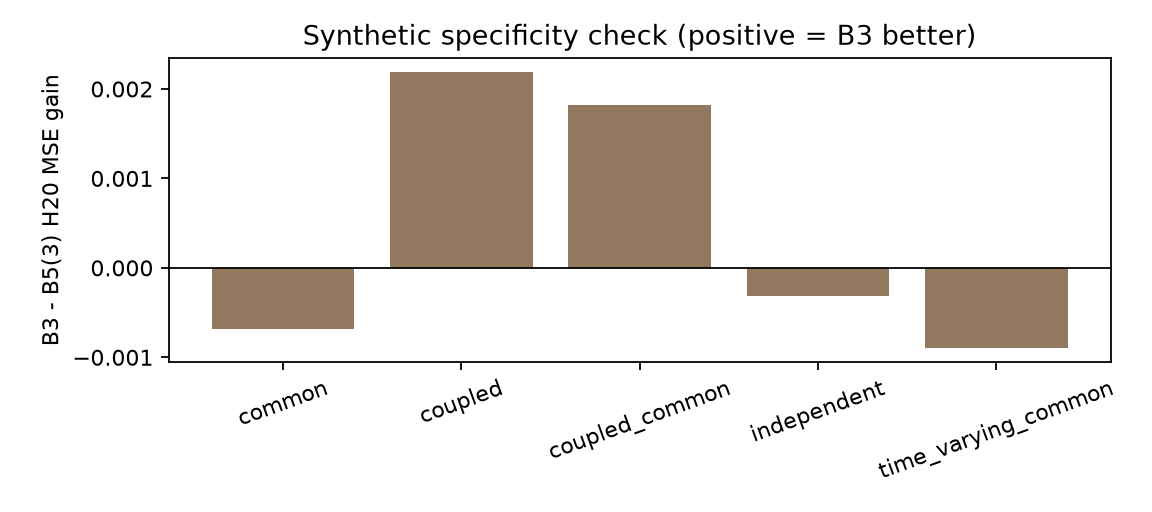 Synthetic specificity check (positive = B3 better)
B3 - B5(3) H20 MSE gain
0.002
0.001
0.000
−0.001
common
coupled
coupled_common
independent
time_varying_common